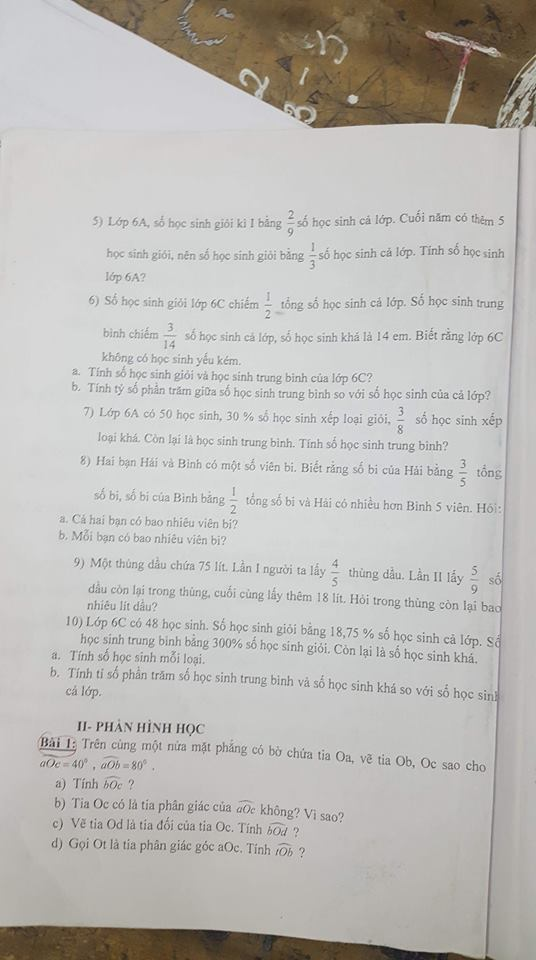 2
8 - 5
5) Lớp 6A, số học sinh giỏi kì I bằng 2/9 số học sinh cả lớp. Cuối năm có thêm 5
học sinh giỏi, nên số học sinh giỏi bằng 1/3 số học sinh cả lớp. Tính số học sinh
lớp 6A?
6) Số học sinh giỏi lớp 6C chiếm 1/2 tổng số học sinh cả lớp. Số học sinh trung
bình chiếm 3/14 số học sinh cả lớp, số học sinh khá là 14 em. Biết rằng lớp 6C
không có học sinh yếu kém.
a. Tính số học sinh giỏi và học sinh trung bình của lớp 6C?
b. Tính tỷ số phần trăm giữa số học sinh trung bình so với số học sinh của cả lớp?
7) Lớp 6A có 50 học sinh, 30 % số học sinh xếp loại giỏi, 3/8 số học sinh xếp
loại khá. Còn lại là học sinh trung bình. Tính số học sinh trung bình?
8) Hai bạn Hải và Bình có một số viên bi. Biết rằng số bi của Hải bằng 3/5 tổng
số bi, số bi của Bình bằng 1/2 tổng số bi và Hải có nhiều hơn Bình 5 viên. Hỏi:
a. Cả hai bạn có bao nhiêu viên bi?
b. Mỗi bạn có bao nhiêu viên bi?
9) Một thùng dầu chứa 75 lít. Lần I người ta lấy 4/5 thùng dầu. Lần II lấy 5/9 số
dầu còn lại trong thùng, cuối cùng lấy thêm 18 lít. Hỏi trong thùng còn lại bao
nhiêu lít dầu?
10) Lớp 6C có 48 học sinh. Số học sinh giỏi bằng 18,75 % số học sinh cả lớp. Số
học sinh trung bình bằng 300% số học sinh giỏi. Còn lại là số học sinh khá.
a. Tính số học sinh mỗi loại.
b. Tính tỉ số phần trăm số học sinh trung bình và số học sinh khá so với số học sinh
cả lớp.
II- PHẦN HÌNH HỌC
Bài 1: Trên cùng một nửa mặt phẳng có bờ chứa tia Oa, vẽ tia Ob, Oc sao cho
aOc = 40⁰ , aOb = 80⁰ .
a) Tính bOc ?
b) Tia Oc có là tia phân giác của aOc không? Vì sao?
c) Vẽ tia Od là tia đối của tia Oc. Tính bOd ?
d) Gọi Ot là tia phân giác góc aOc. Tính tOb ?